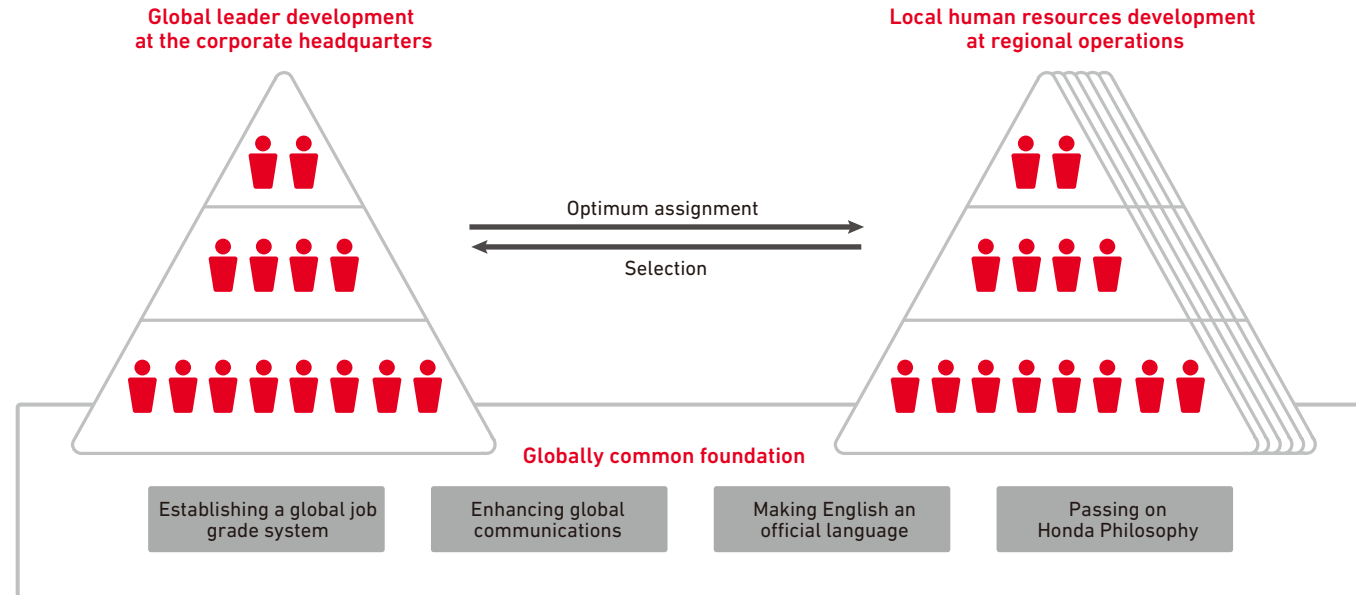 Global leader development
at the corporate headquarters
Local human resources development
at regional operations
Optimum assignment
Selection
Globally common foundation
Establishing a global job
grade system
Enhancing global
communications
Making English an
official language
Passing on
Honda Philosophy